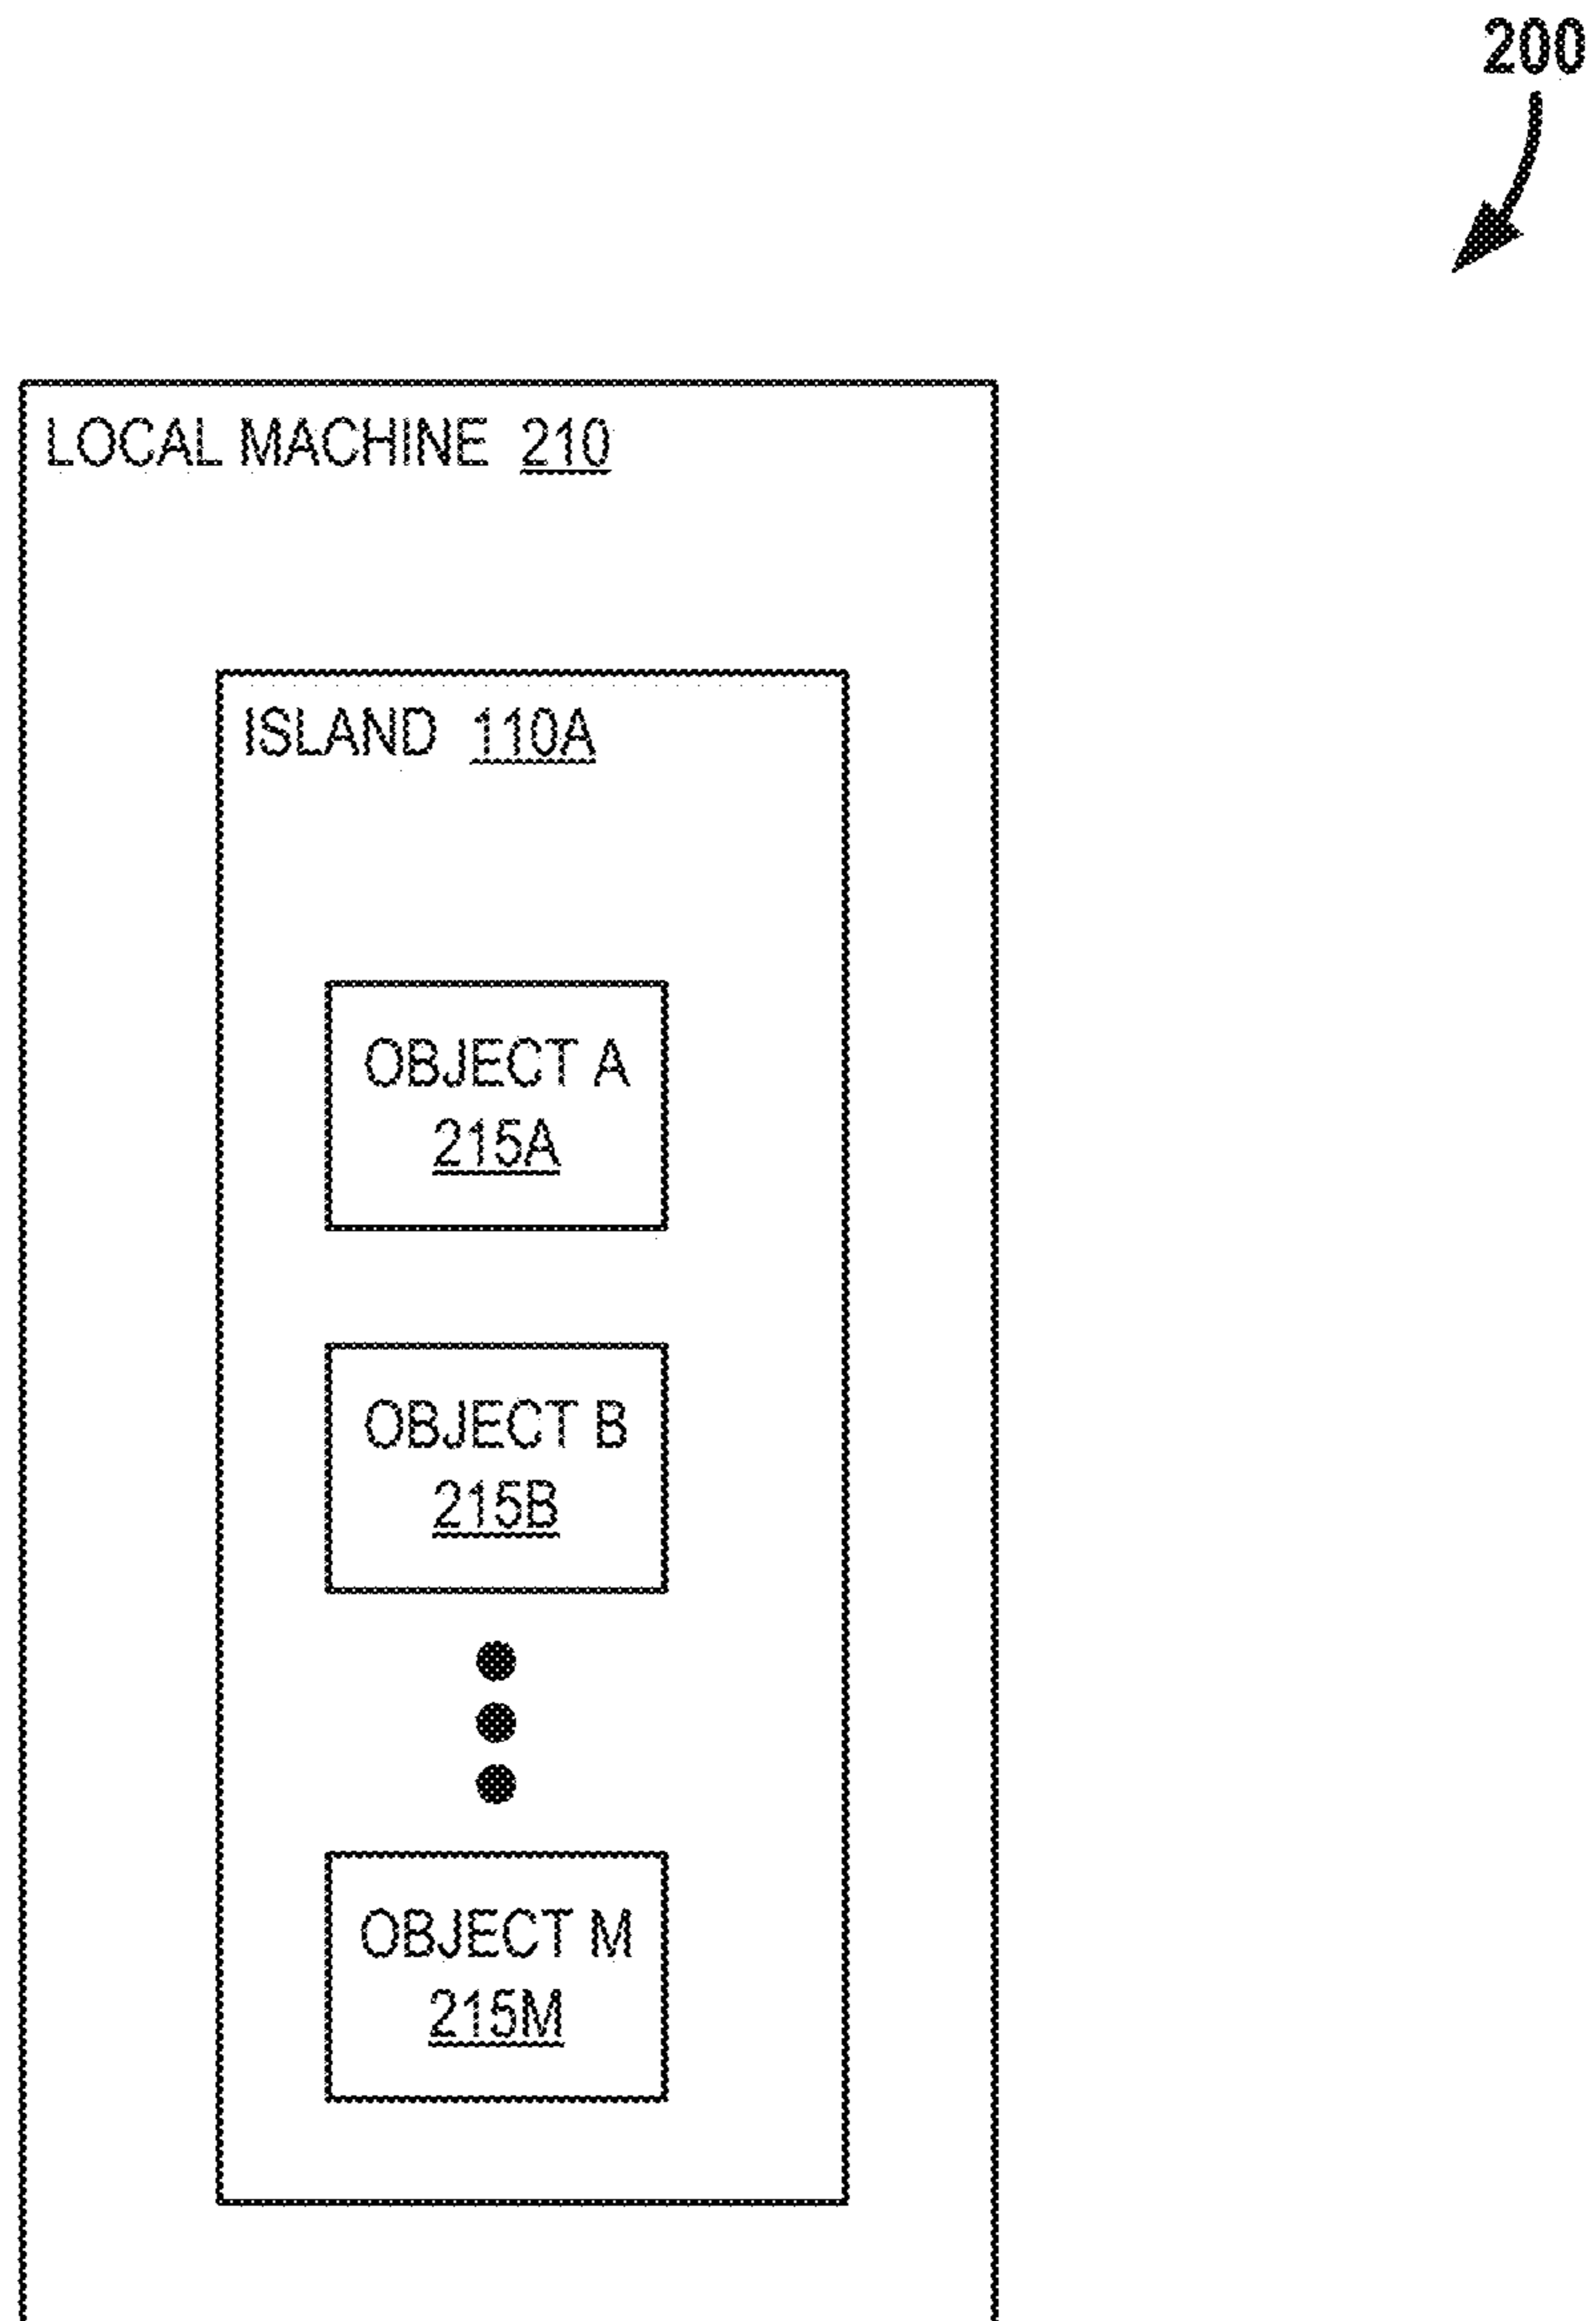 200
LOCAL MACHINE 210
ISLAND 110A
OBJECT A
215A
OBJECT B
215B
OBJECT M
215M